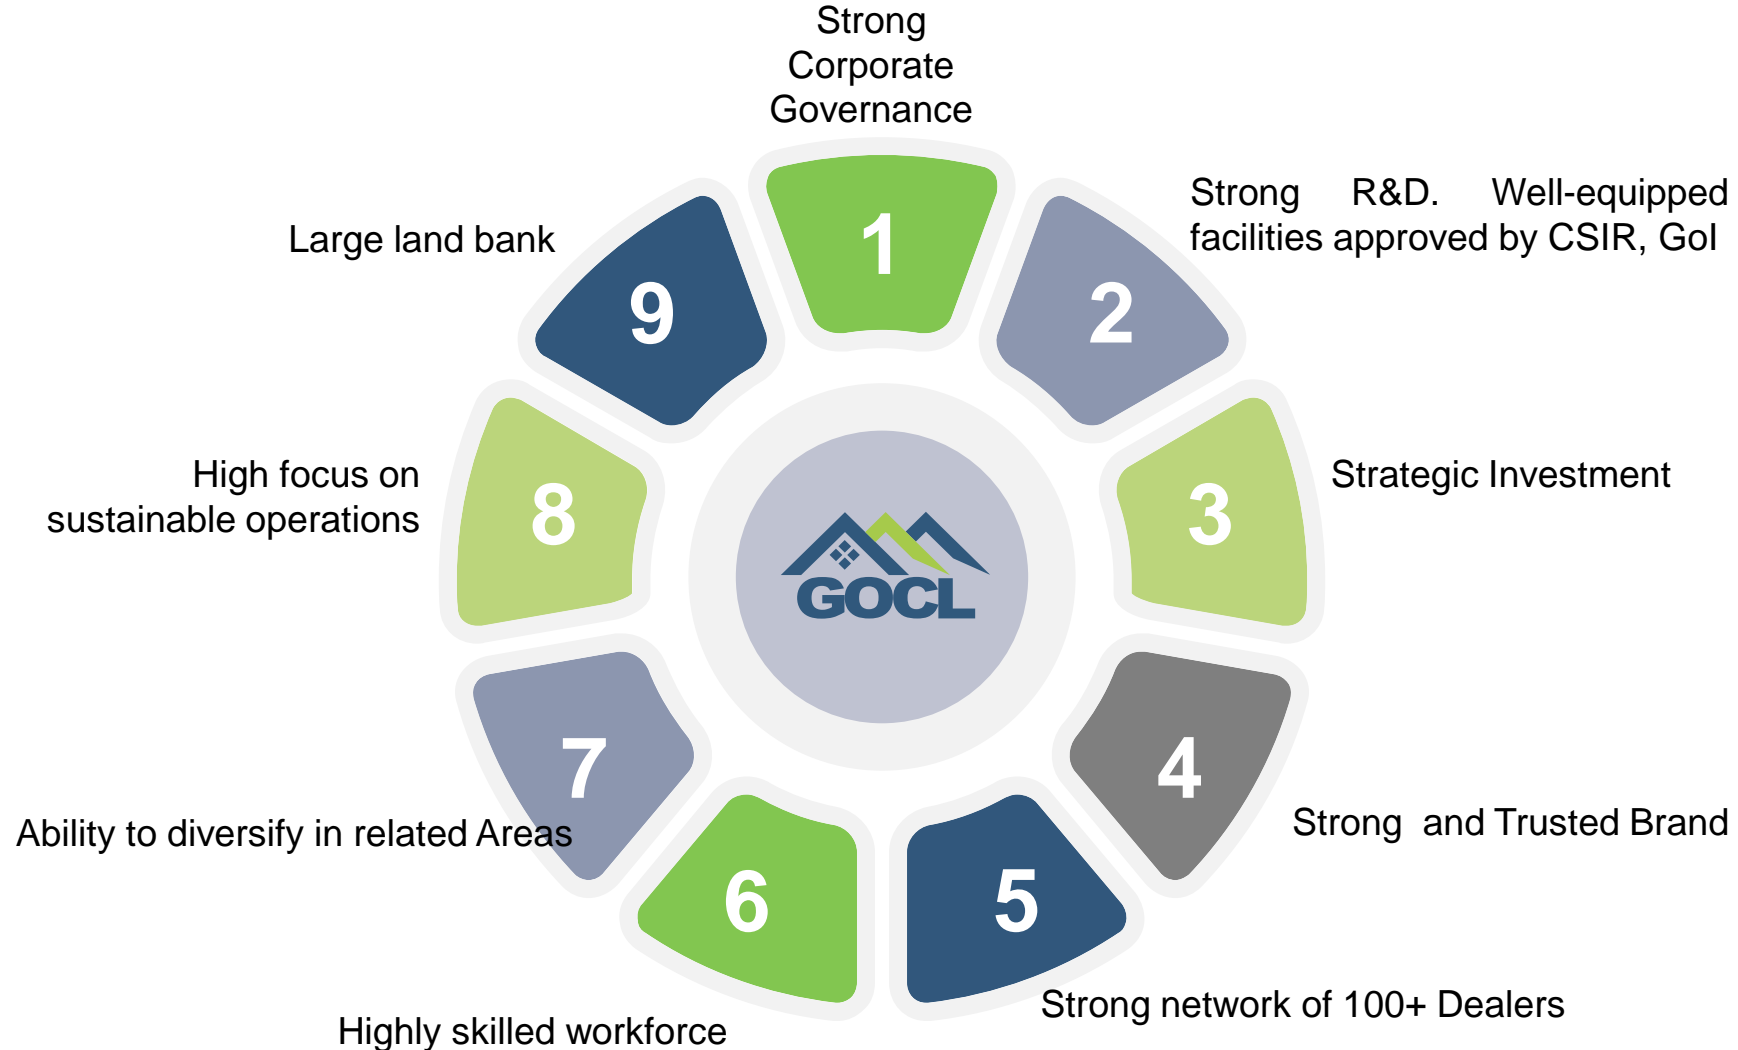 Strong
Corporate
Governance
1
Strong R&D. Well-equipped
facilities approved by CSIR, GoI
2
Strategic Investment
3
Strong and Trusted Brand
4
Strong network of 100+ Dealers
5
Highly skilled workforce
6
Ability to diversify in related Areas
7
High focus on
sustainable operations
8
Large land bank
9
GOCL